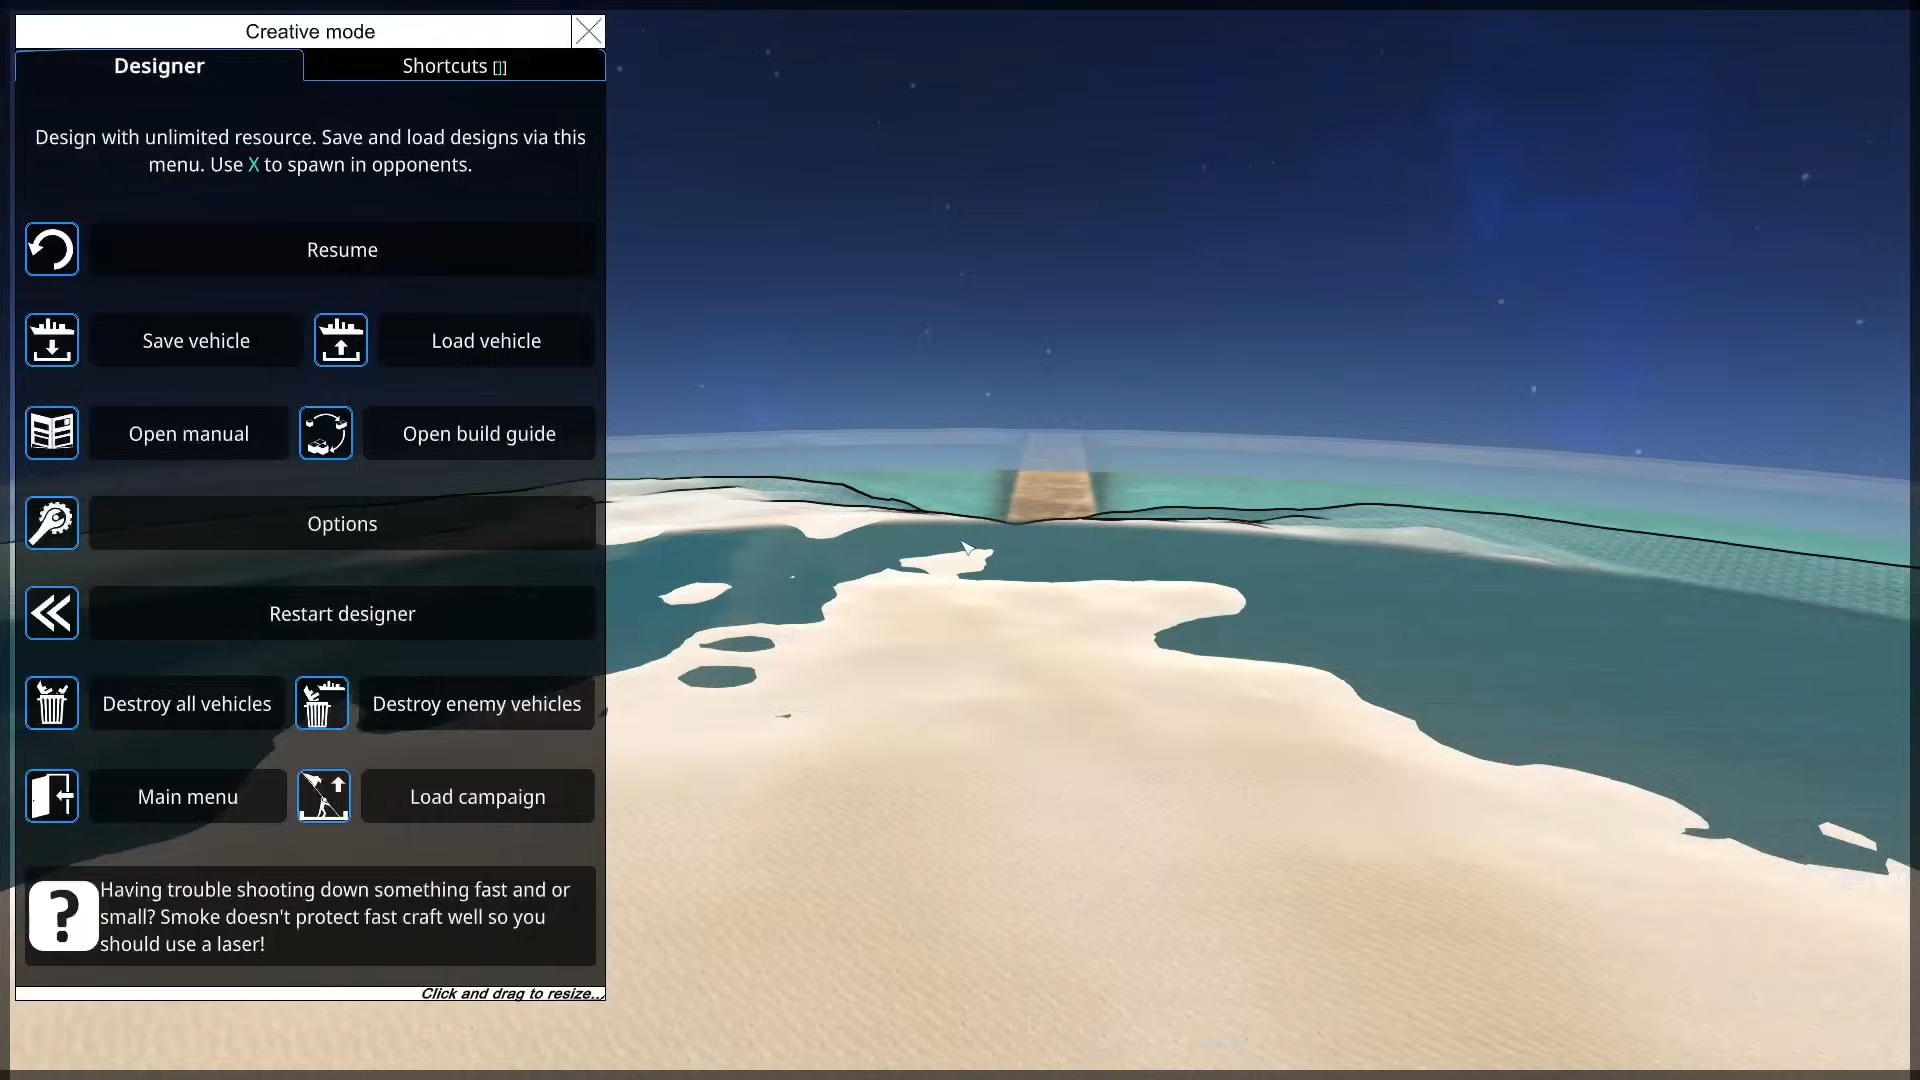 Creative mode
Designer
Shortcuts []
Design with unlimited resource. Save and load designs via this
menu. Use X to spawn in opponents.
Resume
Save vehicle
Load vehicle
Open manual
Open build guide
Options
Restart designer
Destroy all vehicles
Destroy enemy vehicles
Main menu
Load campaign
?
Having trouble shooting down something fast and or
small? Smoke doesn't protect fast craft well so you
should use a laser!
Click and drag to resize...